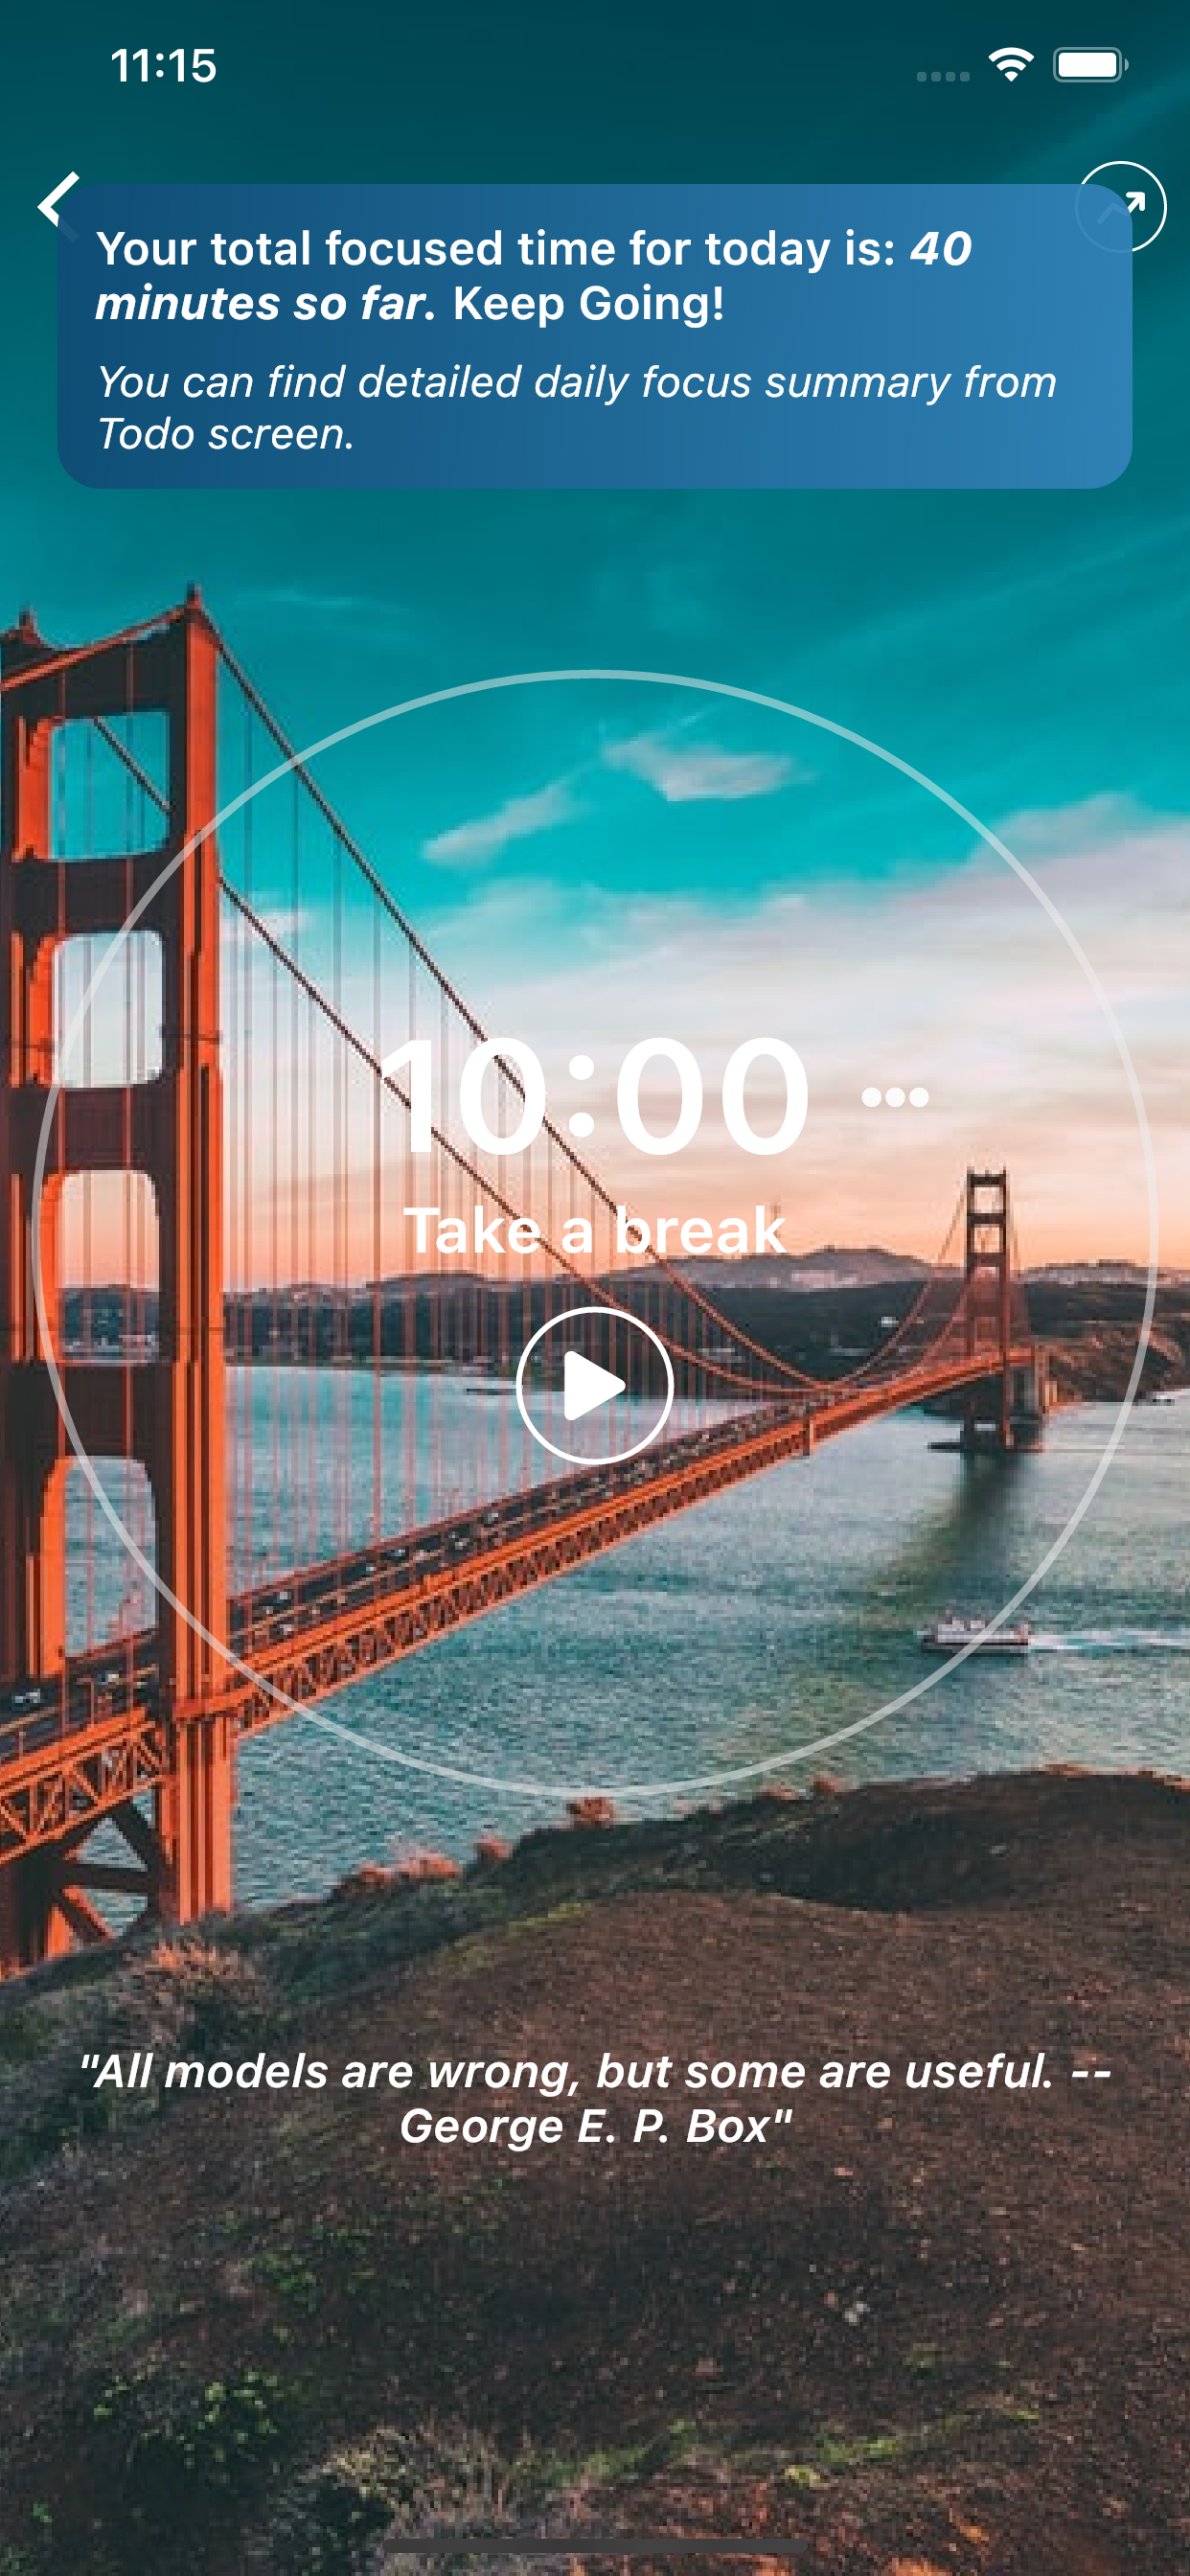 11:15
Your total focused time for today is: 40
minutes so far. Keep Going!
You can find detailed daily focus summary from
Todo screen.
10:00
Take a break
"All models are wrong, but some are useful. --
George E. P. Box"